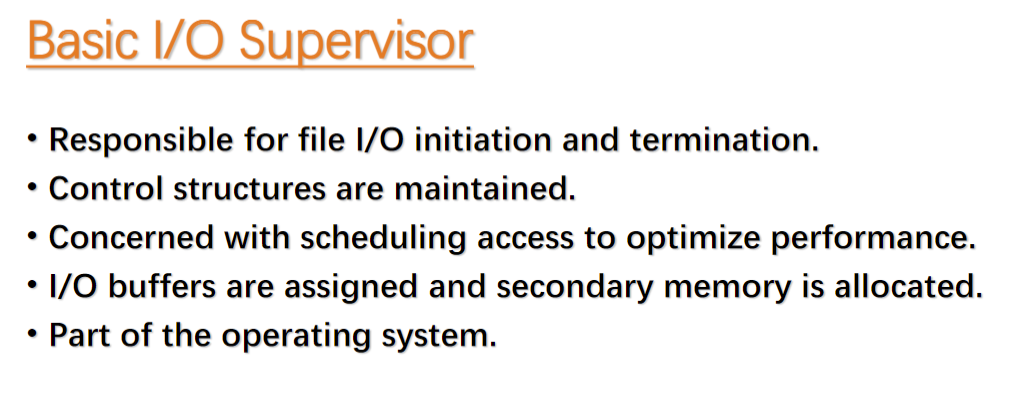 Basic I/O Supervisor
• Responsible for file I/O initiation and termination.
• Control structures are maintained.
• Concerned with scheduling access to optimize performance.
• I/O buffers are assigned and secondary memory is allocated.
• Part of the operating system.